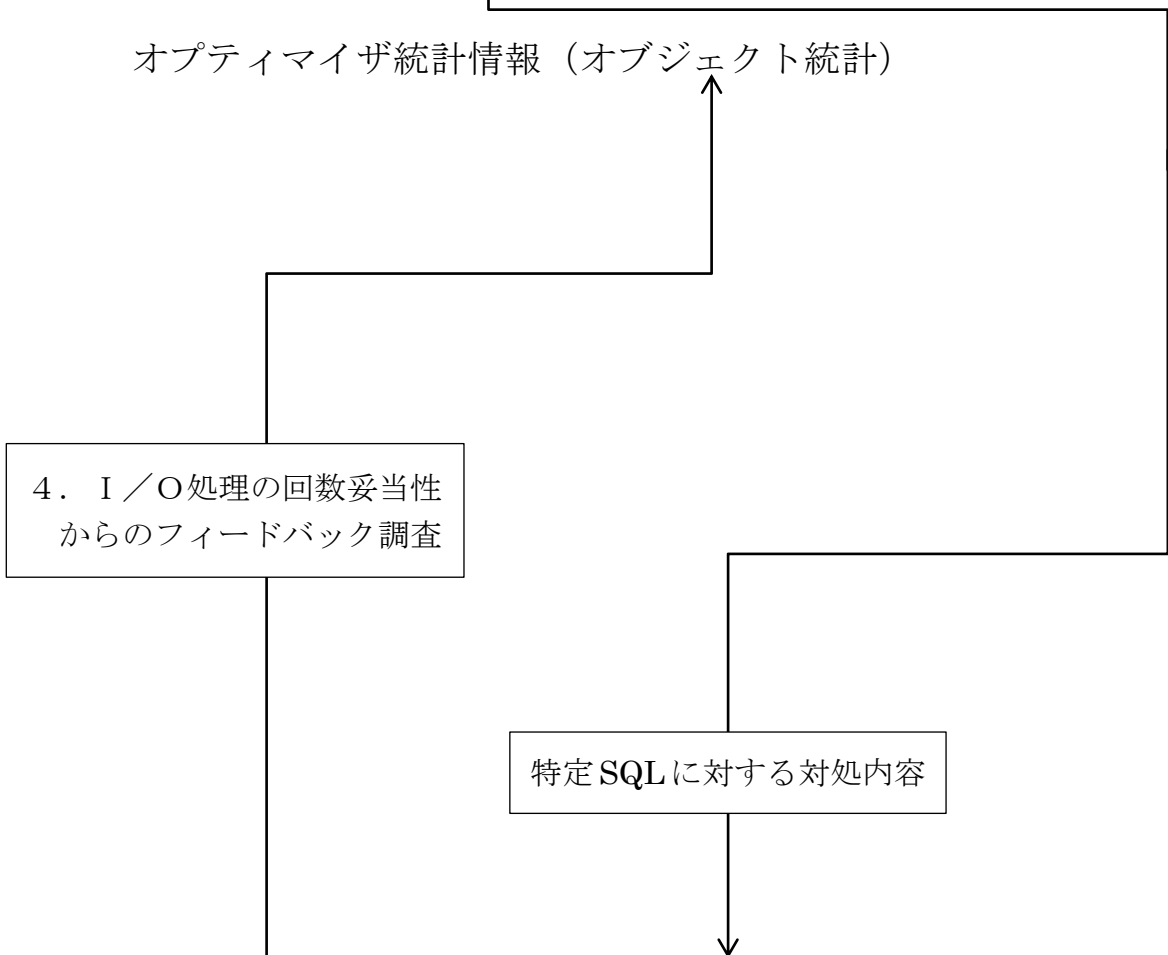 オプティマイザ統計情報（オブジェクト統計）
４．Ｉ／Ｏ処理の回数妥当性
からのフィードバック調査
特定SQLに対する対処内容